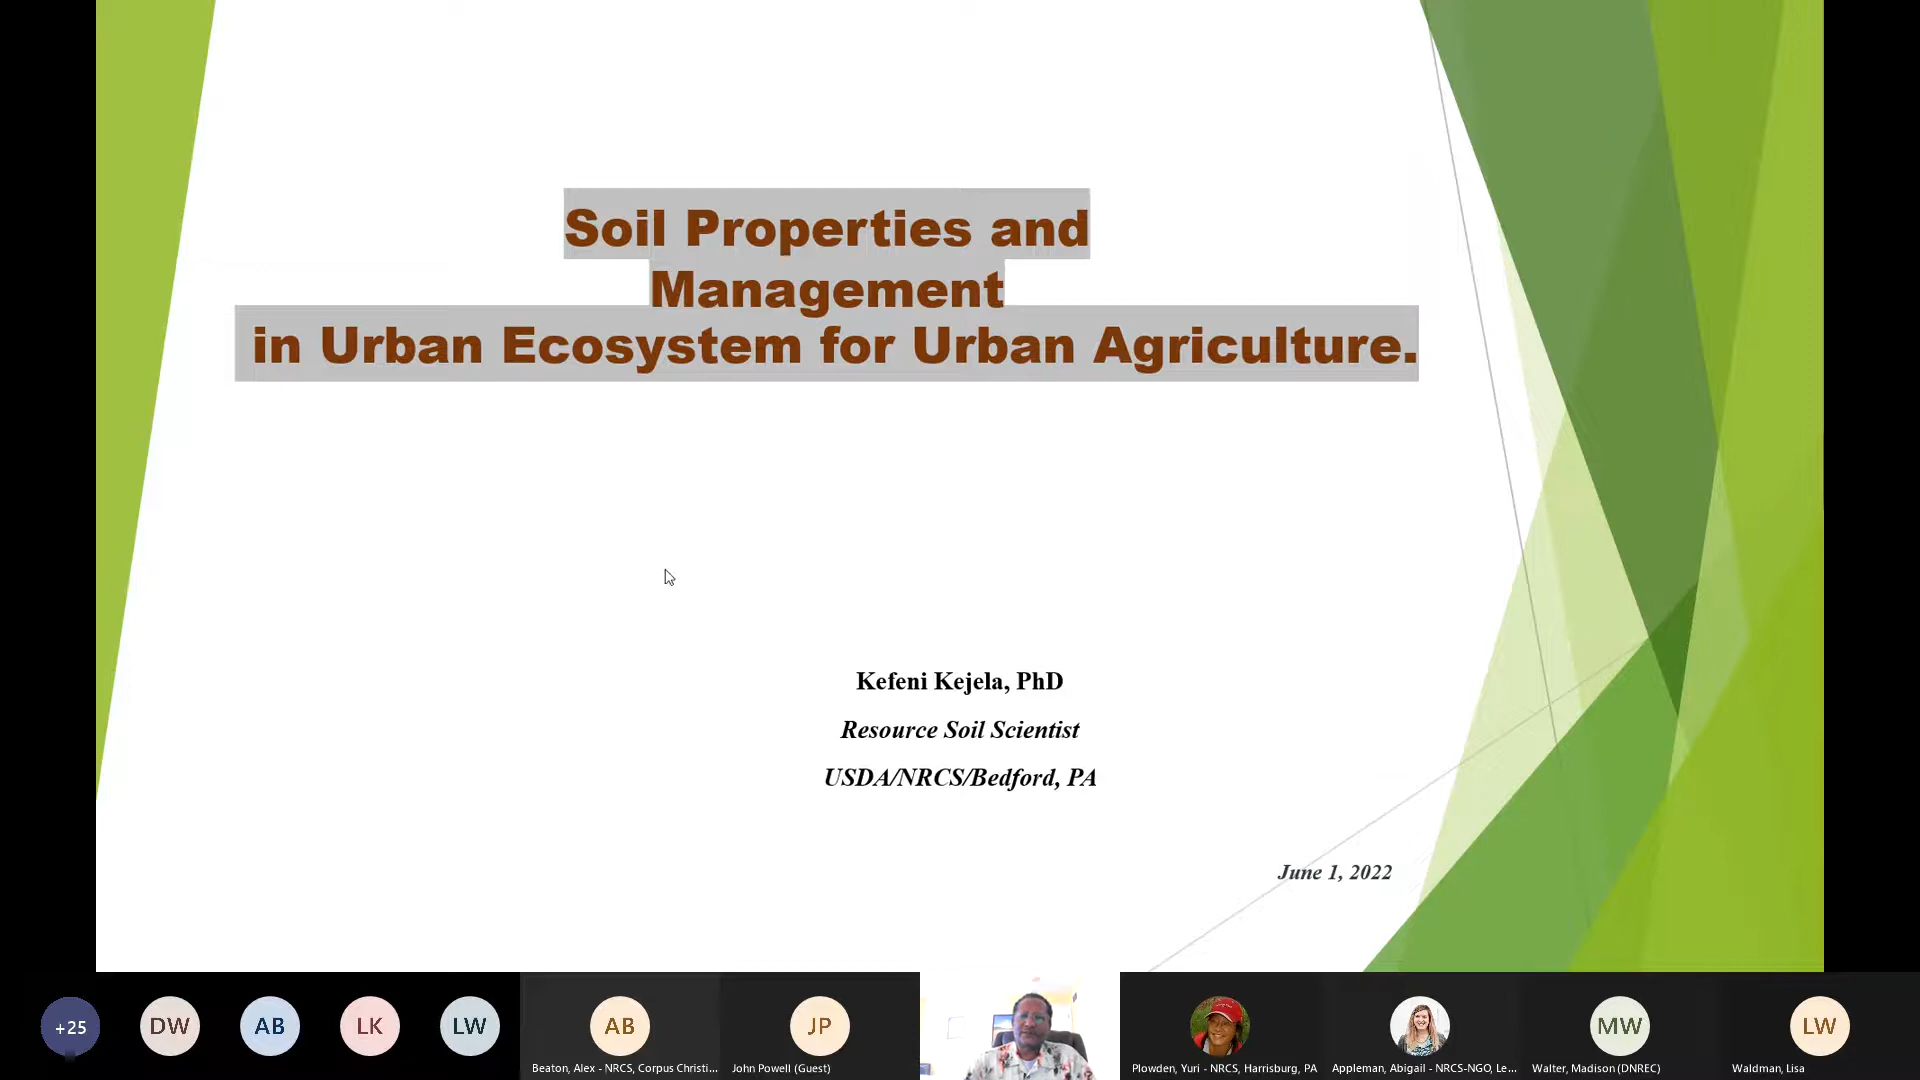 Soil Properties and
Management
in Urban Ecosystem for Urban Agriculture.
Kefeni Kejela, PhD
Resource Soil Scientist
USDA/NRCS/Bedford, PA
June 1, 2022
+25
DW
AB
LK
LW
AB
JP
MW
LW
Beaton, Alex - NRCS, Corpus Christi...
John Powell (Guest)
Plowden, Yuri - NRCS, Harrisburg, PA
Appleman, Abigail - NRCS-NGO, Le...
Walter, Madison (DNREC)
Waldman, Lisa